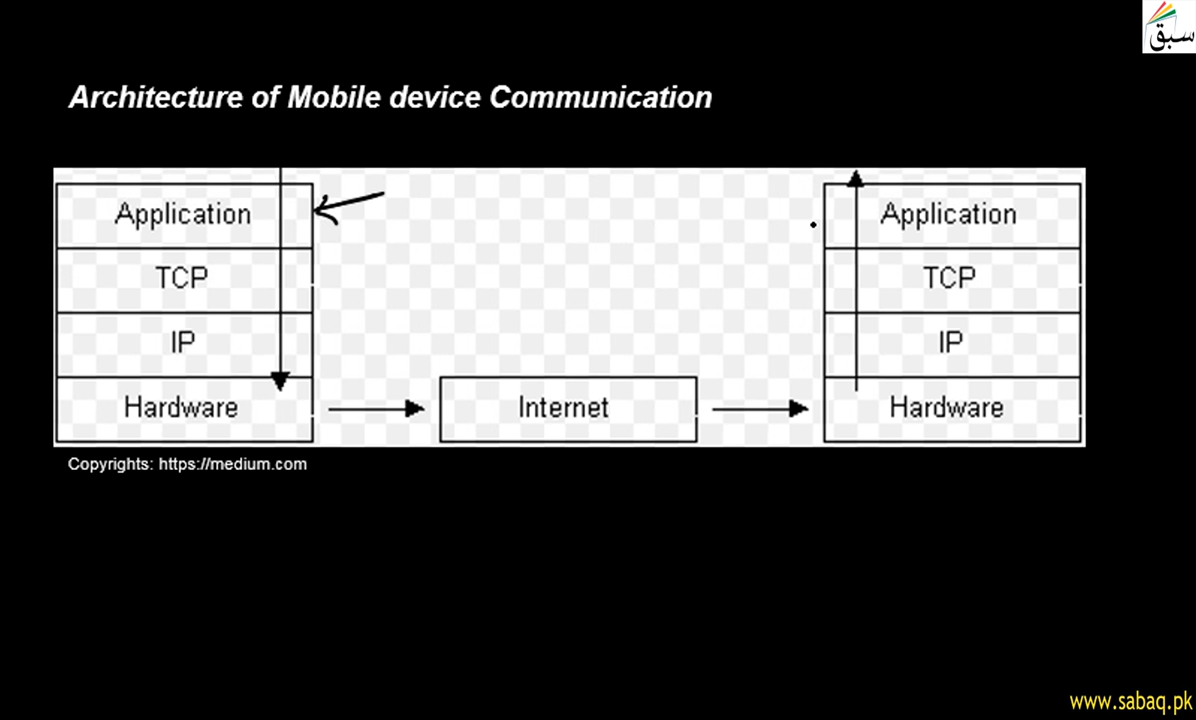 سبق
Architecture of Mobile device Communication
Application
TCP
IP
Hardware
Internet
Application
TCP
IP
Hardware
Copyrights: https://medium.com
www.sabaq.pk